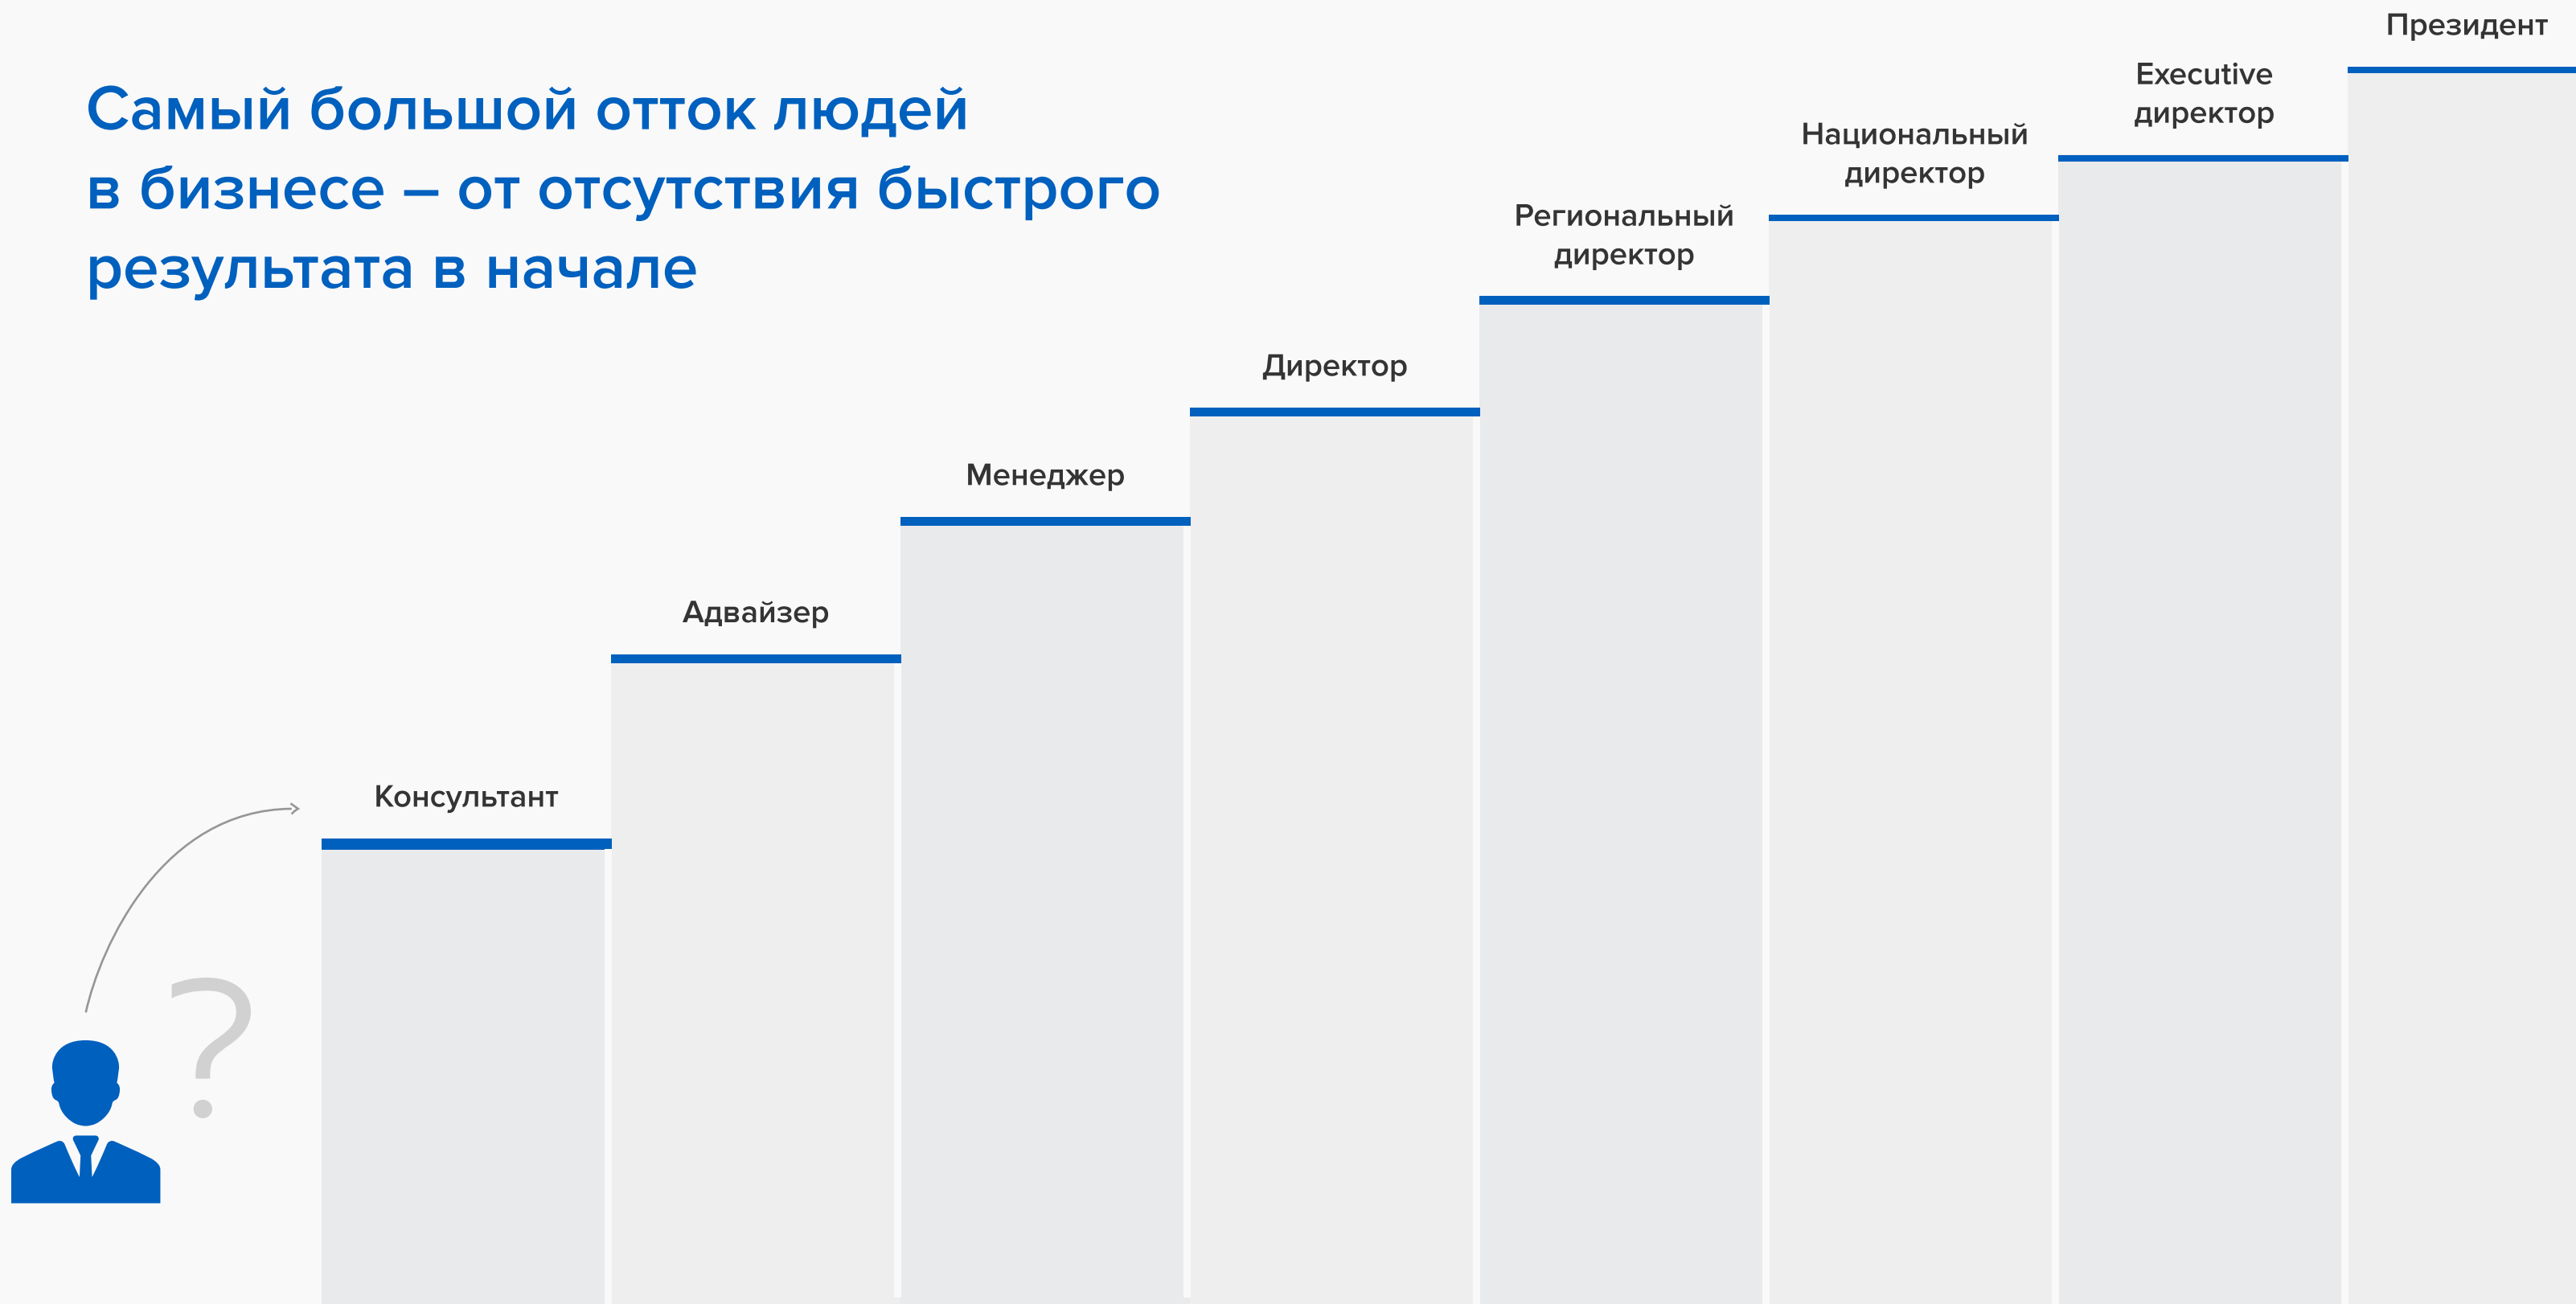 Самый большой отток людей
в бизнесе – от отсутствия быстрого
результата в начале
Консультант
Адвайзер
Менеджер
Директор
Региональный
директор
Национальный
директор
Executive
директор
Президент
?